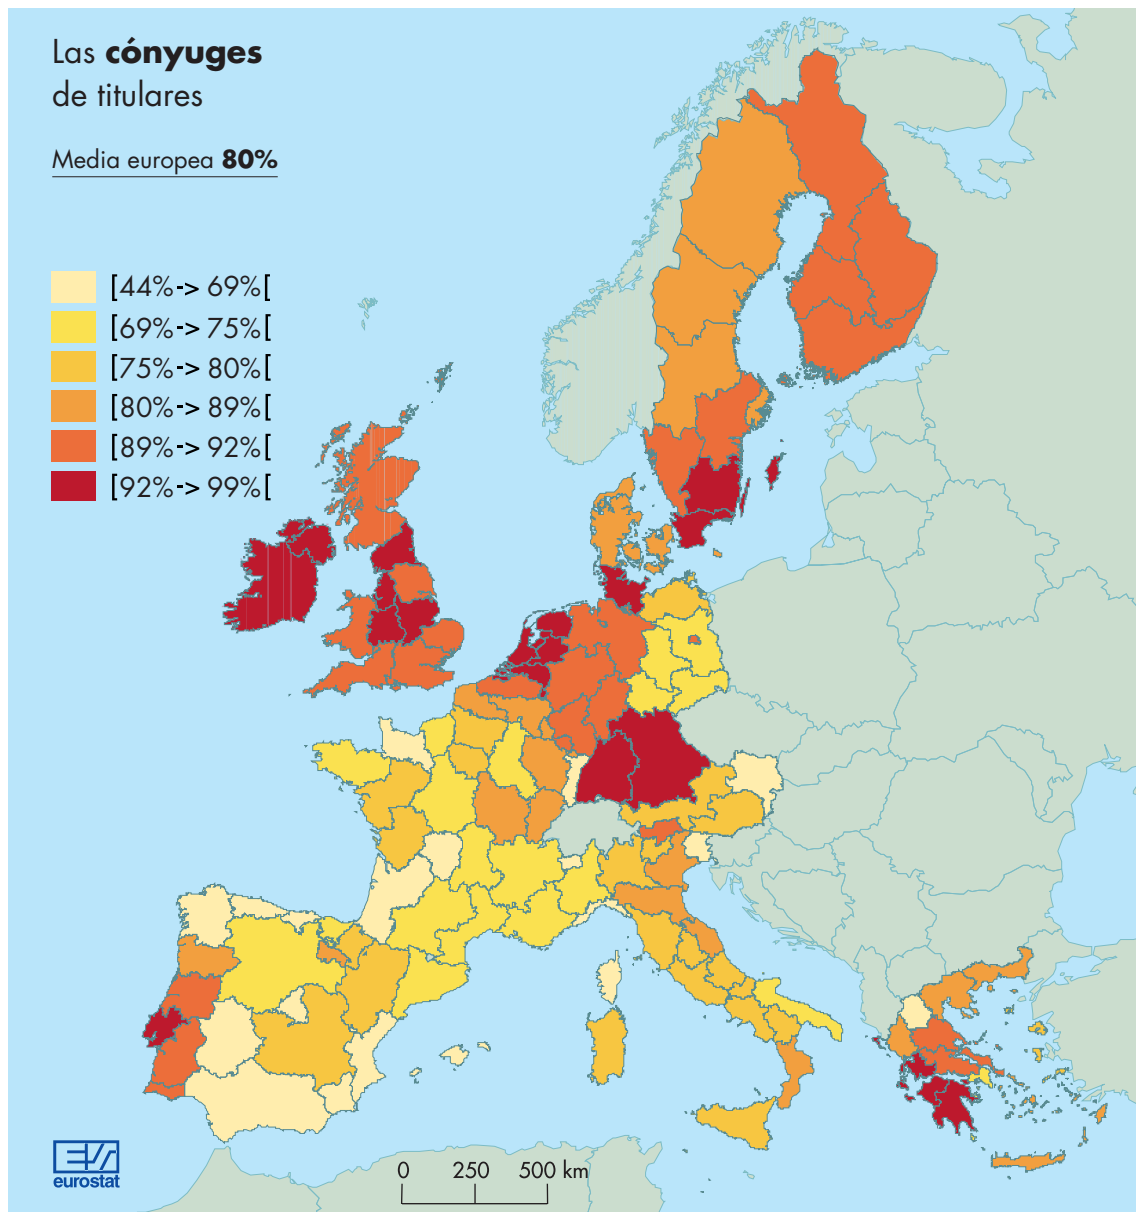 Las cónyuges
de titulares
Media europea 80%
[44%-> 69%[
[69%-> 75%[
[75%-> 80%[
[80%-> 89%[
[89%-> 92%[
[92%-> 99%[
eurostat
0 250 500 km